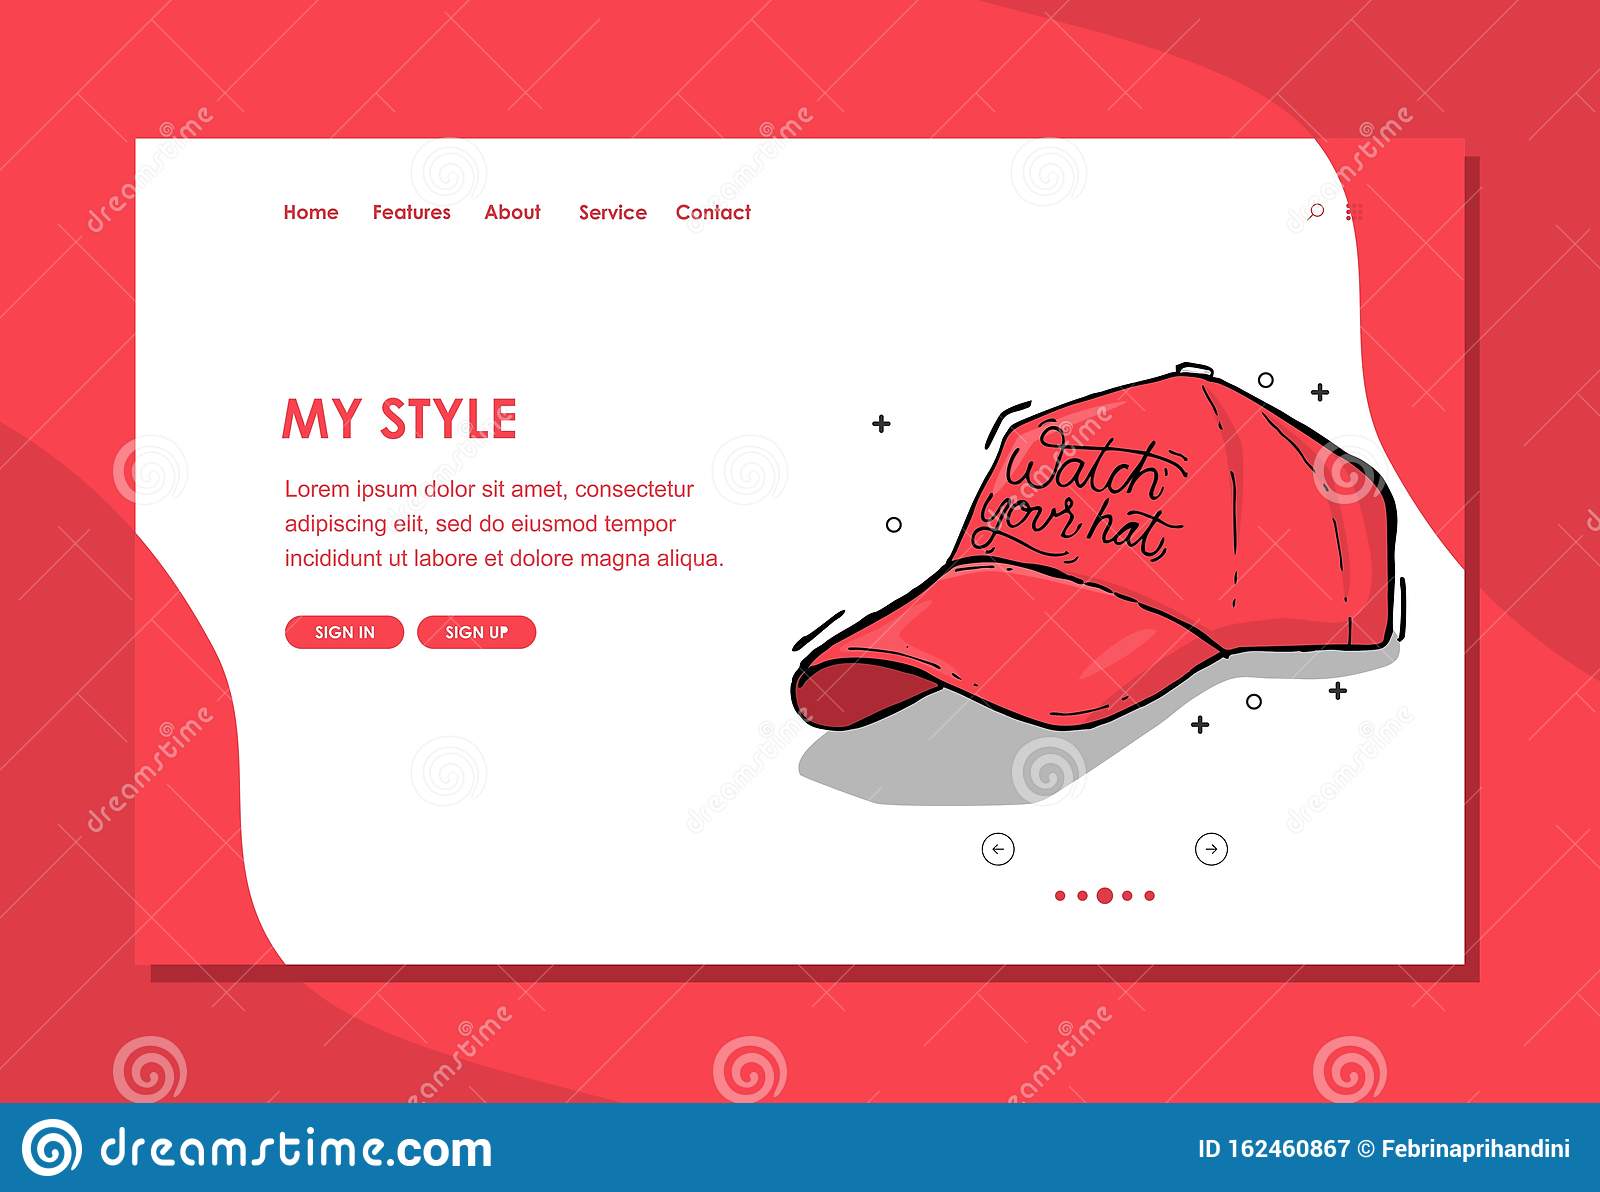 Home Features About Service Contact
MY STYLE
Lorem ipsum dolor sit amet, consectetur
adipiscing elit, sed do eiusmod tempor
incididunt ut labore et dolore magna aliqua.
SIGN IN SIGN UP
Watch
your hat
dreamstime.com
ID 162460867 © Febrinaprihandini